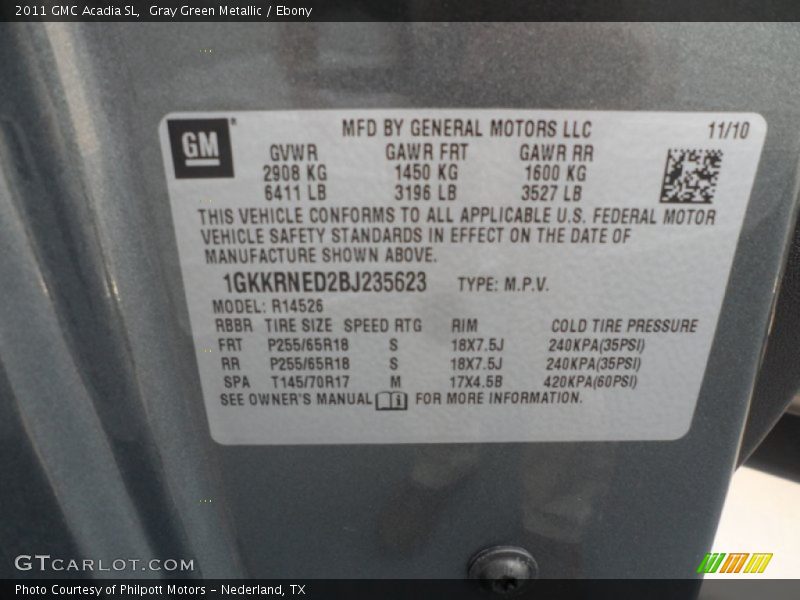 2011 GMC Acadia SL, Gray Green Metallic / Ebony
GM ® MFD BY GENERAL MOTORS LLC 11/10
GVWR GAWR FRT GAWR RR
2908 KG 1450 KG 1600 KG
6411 LB 3196 LB 3527 LB
THIS VEHICLE CONFORMS TO ALL APPLICABLE U.S. FEDERAL MOTOR
VEHICLE SAFETY STANDARDS IN EFFECT ON THE DATE OF
MANUFACTURE SHOWN ABOVE.
1GKKRNED2BJ235623 TYPE: M.P.V.
MODEL: R14526
RBBR TIRE SIZE SPEED RTG RIM COLD TIRE PRESSURE
FRT P255/65R18 S 18X7.5J 240KPA(35PSI)
RR P255/65R18 S 18X7.5J 240KPA(35PSI)
SPA T145/70R17 M 17X4.5B 420KPA(60PSI)
SEE OWNER'S MANUAL i FOR MORE INFORMATION.
GTCARLOT.COM
Photo Courtesy of Philpott Motors - Nederland, TX